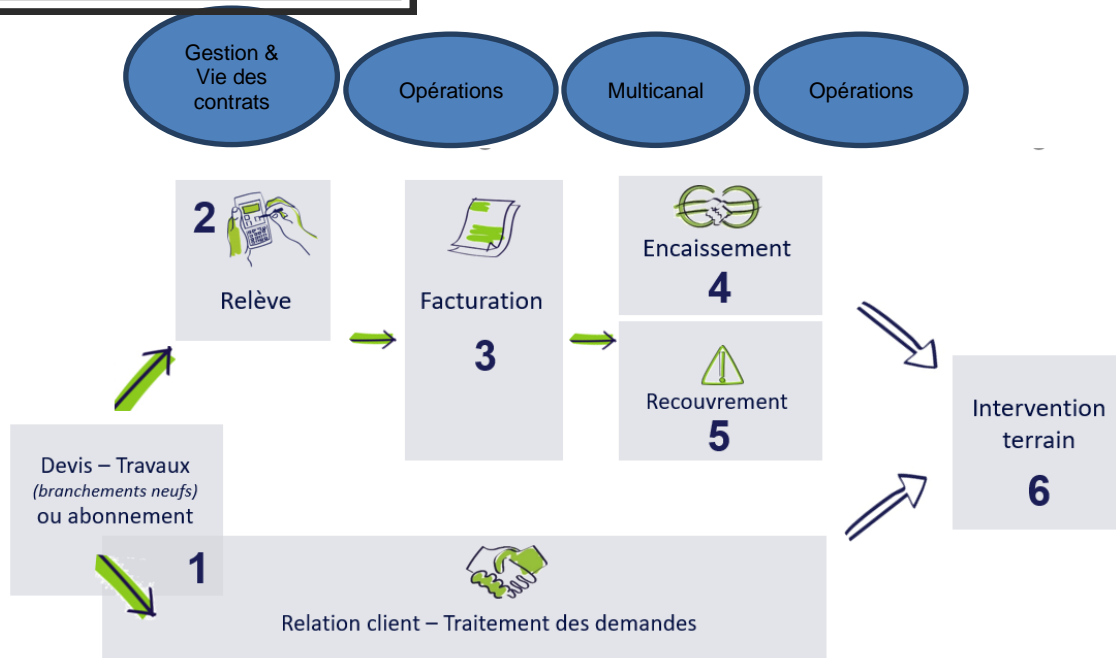 Gestion &
Vie des
contrats
Opérations
Multicanal
Opérations
2
Relève
Facturation
3
Encaissement
4
Recouvrement
5
Intervention
terrain
6
Devis – Travaux
(branchements neufs)
ou abonnement
1
Relation client – Traitement des demandes